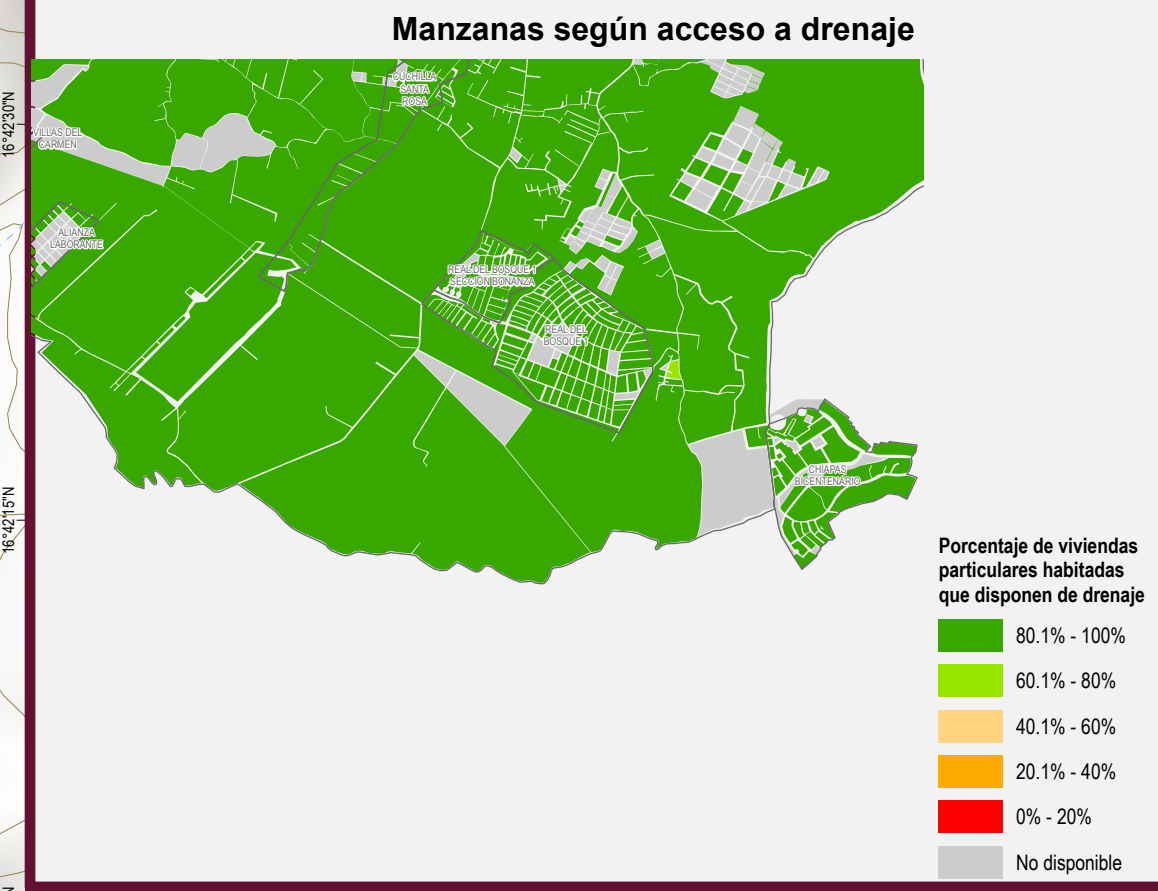 Manzanas según acceso a drenaje
16°42'30"N
CUCHILLA
SANTA
ROSA
VILLAS DEL
CARMEN
ALIANZA
LABORANTE
REAL DEL BOSQUE 1
SECCION BONANZA
REAL DEL
BOSQUE 1
CHIAPAS
BICENTENARIO
16°42'15"N
Porcentaje de viviendas
particulares habitadas
que disponen de drenaje
80.1% - 100%
60.1% - 80%
40.1% - 60%
20.1% - 40%
0% - 20%
No disponible
N